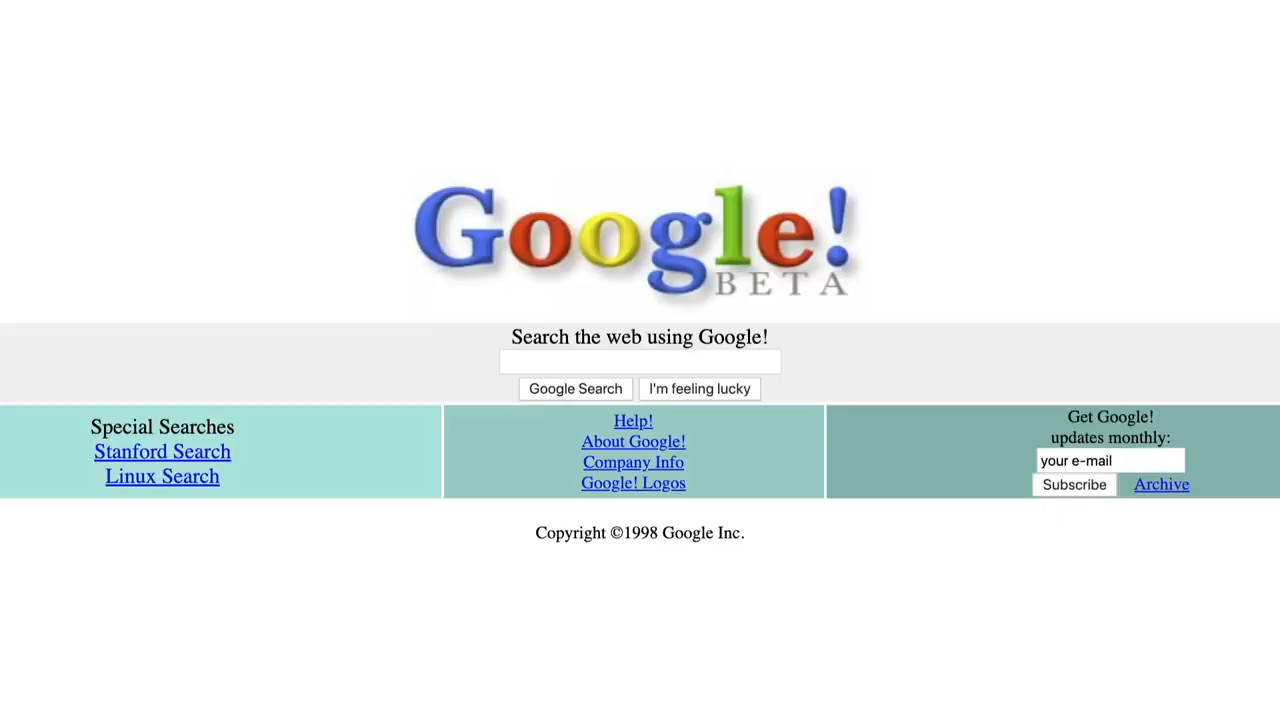 Google!
BETA
Search the web using Google!
Google Search I'm feeling lucky
Special Searches
Stanford Search
Linux Search
Help!
About Google!
Company Info
Google! Logos
Get Google!
updates monthly:
your e-mail
Subscribe Archive
Copyright ©1998 Google Inc.